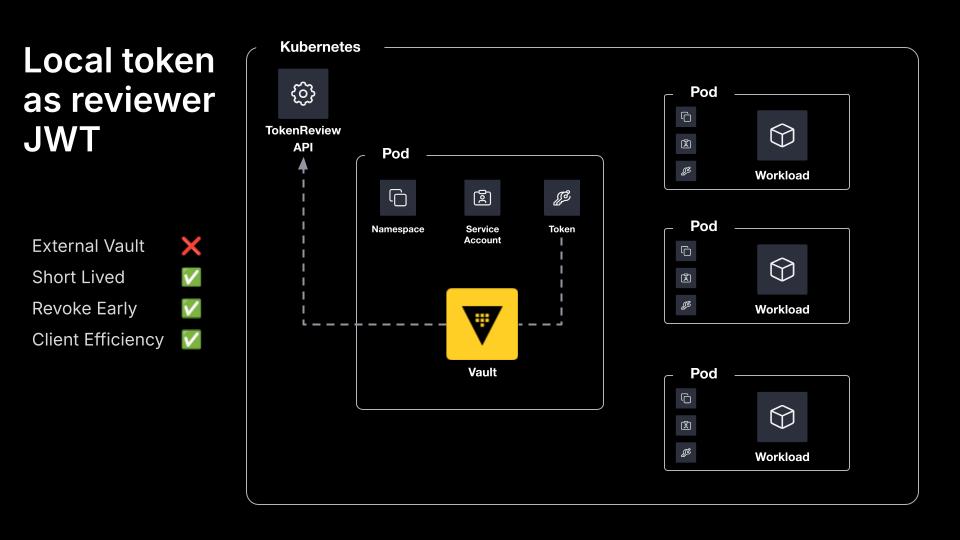 Local token
as reviewer
JWT
External Vault ❌
Short Lived ✅
Revoke Early ✅
Client Efficiency ✅
Kubernetes
TokenReview
API
Pod
Namespace
Service
Account
Token
Vault
Pod
Workload
Pod
Workload
Pod
Workload